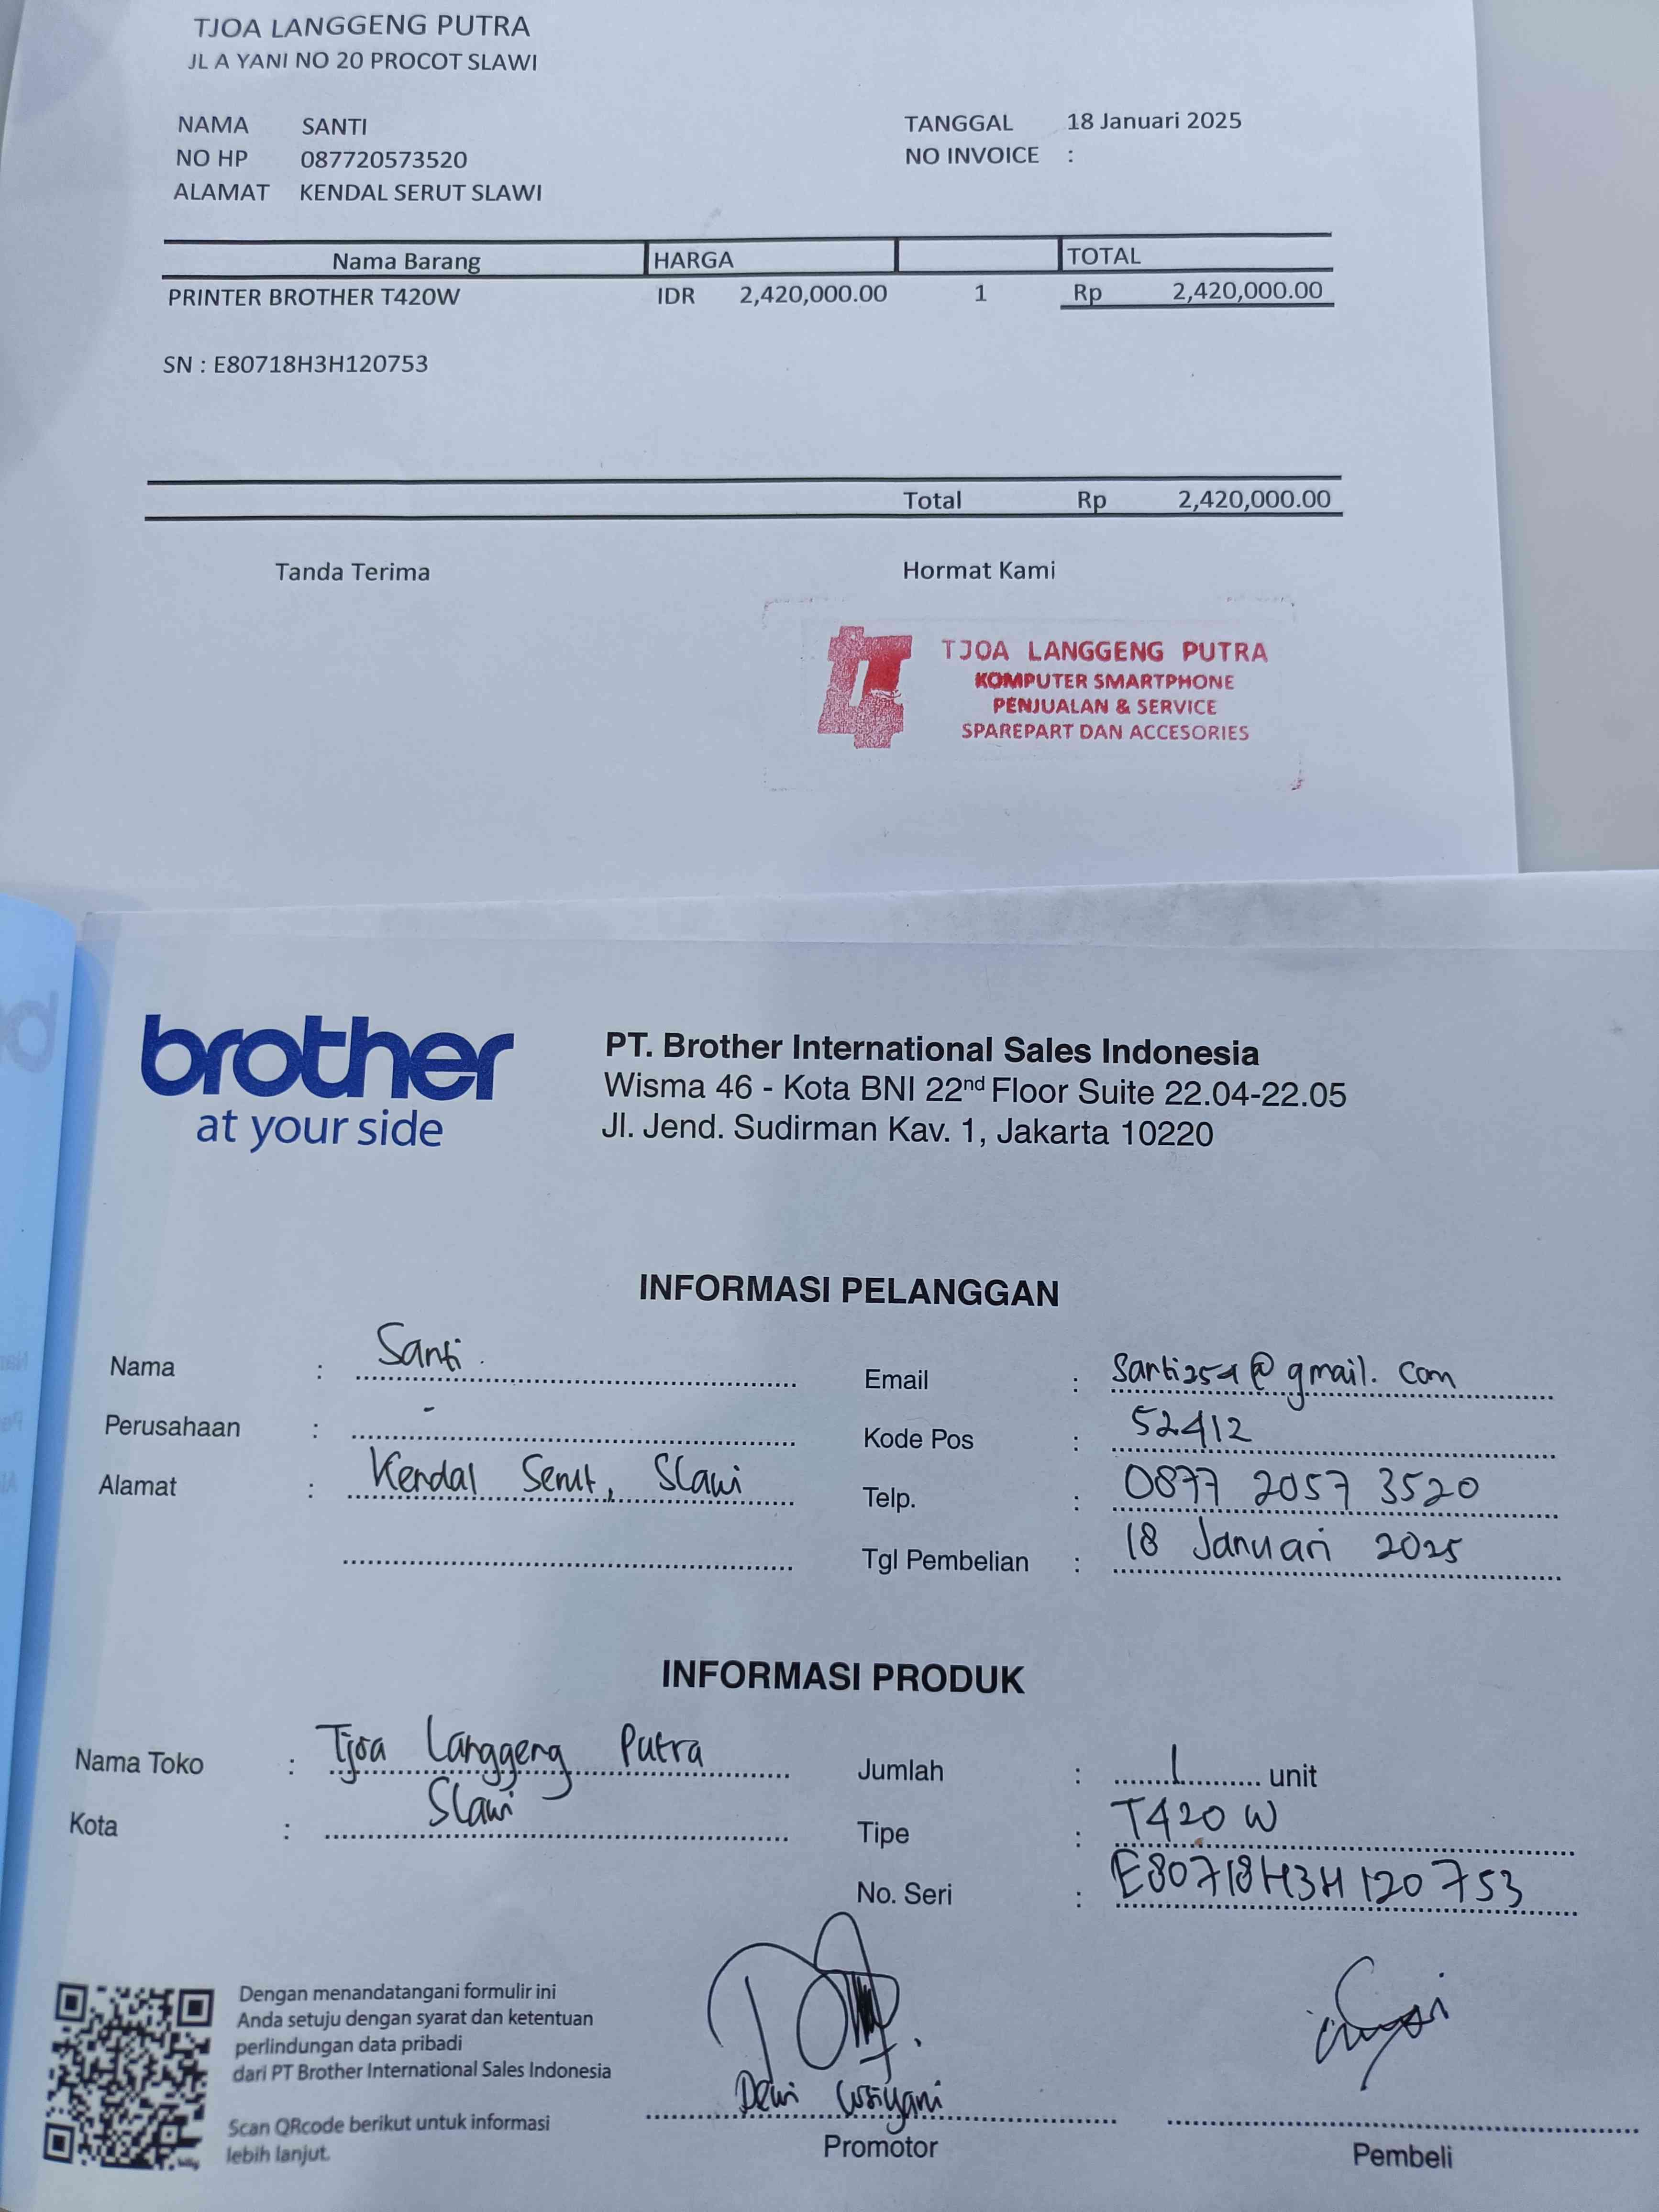 TJOA LANGGENG PUTRA
JL A YANI NO 20 PROCOT SLAWI
NAMA SANTI
NO HP 087720573520
ALAMAT KENDAL SERUT SLAWI
TANGGAL 18 Januari 2025
NO INVOICE :
Nama Barang HARGA TOTAL
PRINTER BROTHER T420W IDR 2,420,000.00 1 Rp 2,420,000.00
SN : E80718H3H120753
Total Rp 2,420,000.00
Tanda Terima Hormat Kami
TJOA LANGGENG PUTRA
KOMPUTER SMARTPHONE
PENJUALAN & SERVICE
SPAREPART DAN ACCESORIES
brother
at your side
PT. Brother International Sales Indonesia
Wisma 46 - Kota BNI 22nd Floor Suite 22.04-22.05
Jl. Jend. Sudirman Kav. 1, Jakarta 10220
INFORMASI PELANGGAN
Nama : Santi.
Perusahaan : -
Alamat : Kendal Serut, Slawi
Email : Santi254@gmail.com
Kode Pos : 52412
Telp. : 0877 2057 3520
Tgl Pembelian : 18 Januari 2025
INFORMASI PRODUK
Nama Toko : Tjoa Langgeng Putra
Kota : Slawi
Jumlah : 1 unit
Tipe : T420 W
No. Seri : E80718H3H120753
Dengan menandatangani formulir ini
Anda setuju dengan syarat dan ketentuan
perlindungan data pribadi
dari PT Brother International Sales Indonesia
Scan QRcode berikut untuk informasi
lebih lanjut.
Dewi
Promotor
Pembeli